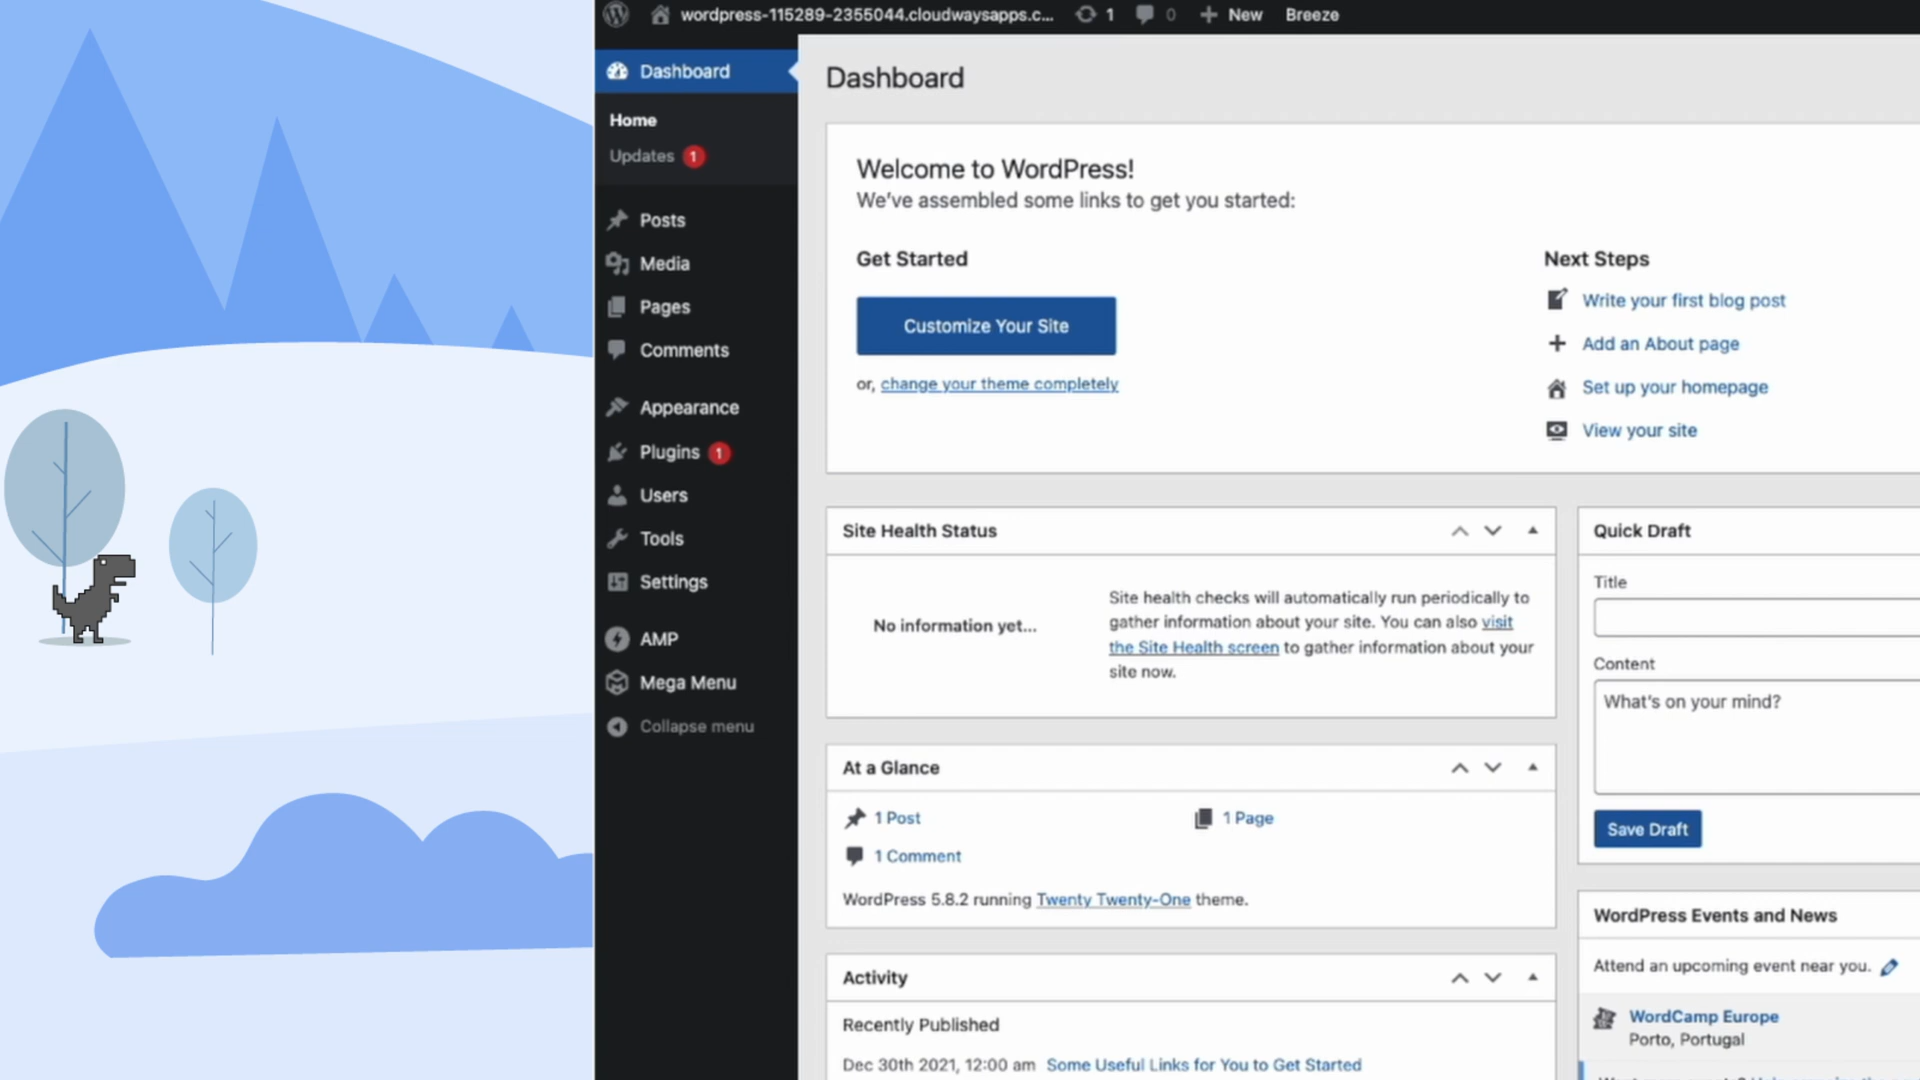 wordpress-115289-2355044.cloudwaysapps.c...
1
0
New
Breeze
Dashboard
Home
Updates 1
Posts
Media
Pages
Comments
Appearance
Plugins 1
Users
Tools
Settings
AMP
Mega Menu
Collapse menu
Dashboard
Welcome to WordPress!
We've assembled some links to get you started:
Get Started
Customize Your Site
or, change your theme completely
Next Steps
Write your first blog post
Add an About page
Set up your homepage
View your site
Site Health Status
No information yet...
Site health checks will automatically run periodically to
gather information about your site. You can also visit
the Site Health screen to gather information about your
site now.
At a Glance
1 Post
1 Page
1 Comment
WordPress 5.8.2 running Twenty Twenty-One theme.
Activity
Recently Published
Dec 30th 2021, 12:00 am Some Useful Links for You to Get Started
Quick Draft
Title
Content
What's on your mind?
Save Draft
WordPress Events and News
Attend an upcoming event near you.
WordCamp Europe
Porto, Portugal